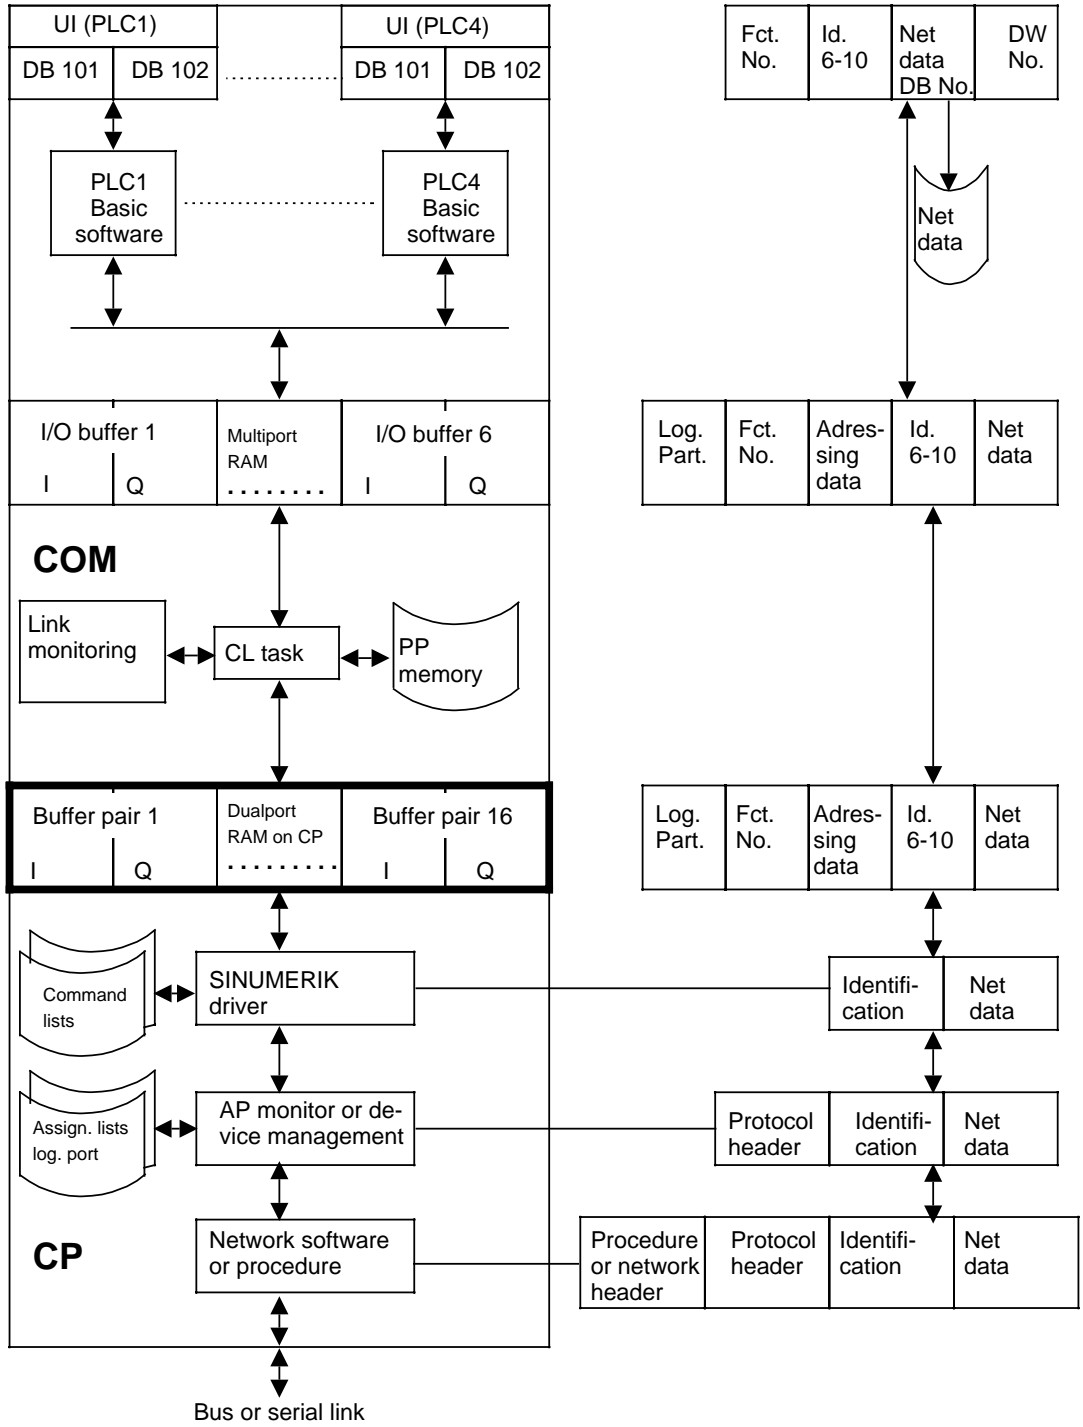 UI (PLC1)
UI (PLC4)
DB 101
DB 102
DB 101
DB 102
Fct.
No.
Id.
6-10
Net
data
DB No.
DW
No.
PLC1
Basic
software
PLC4
Basic
software
Net
data
I/O buffer 1
I
Q
Multiport
RAM
I/O buffer 6
I
Q
Log.
Part.
Fct.
No.
Adres-
sing
data
Id.
6-10
Net
data
COM
Link
monitoring
CL task
PP
memory
Buffer pair 1
I
Q
Dualport
RAM on CP
Buffer pair 16
I
Q
Log.
Part.
Fct.
No.
Adres-
sing
data
Id.
6-10
Net
data
Command
lists
SINUMERIK
driver
Identifi-
cation
Net
data
Assign. lists
log. port
AP monitor or de-
vice management
Protocol
header
Identifi-
cation
Net
data
CP
Network software
or procedure
Procedure
or network
header
Protocol
header
Identifi-
cation
Net
data
Bus or serial link